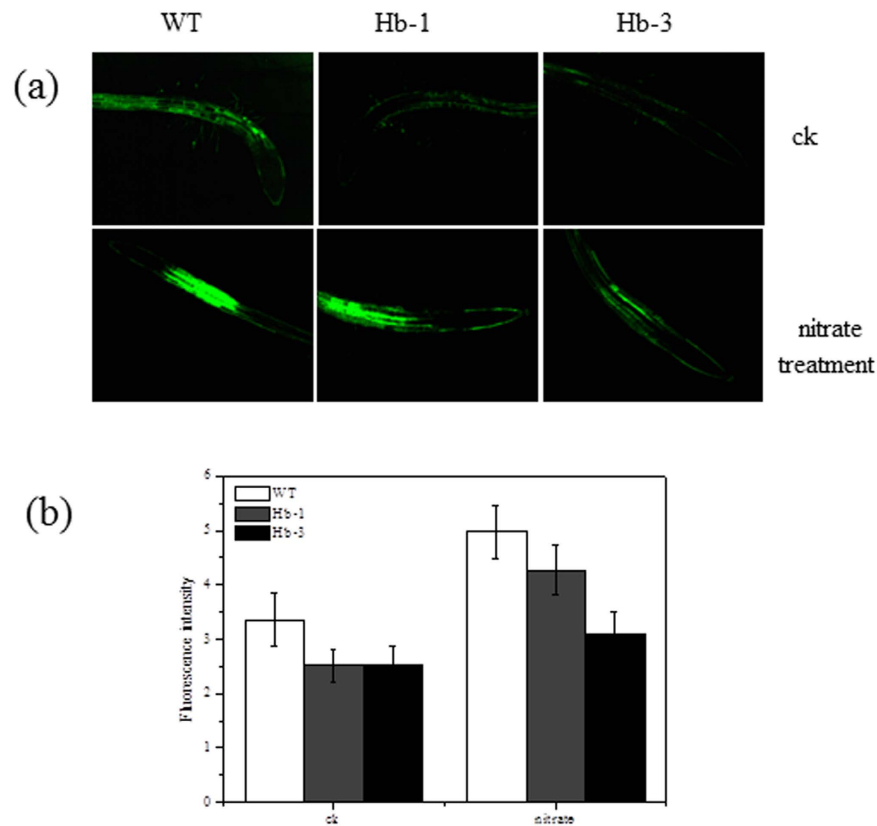 WT Hb-1 Hb-3
(a)
ck
nitrate
treatment
(b)
Fluorescence intensity
6
5
4
3
2
1
0
WT
Hb-1
Hb-3
ck nitrate